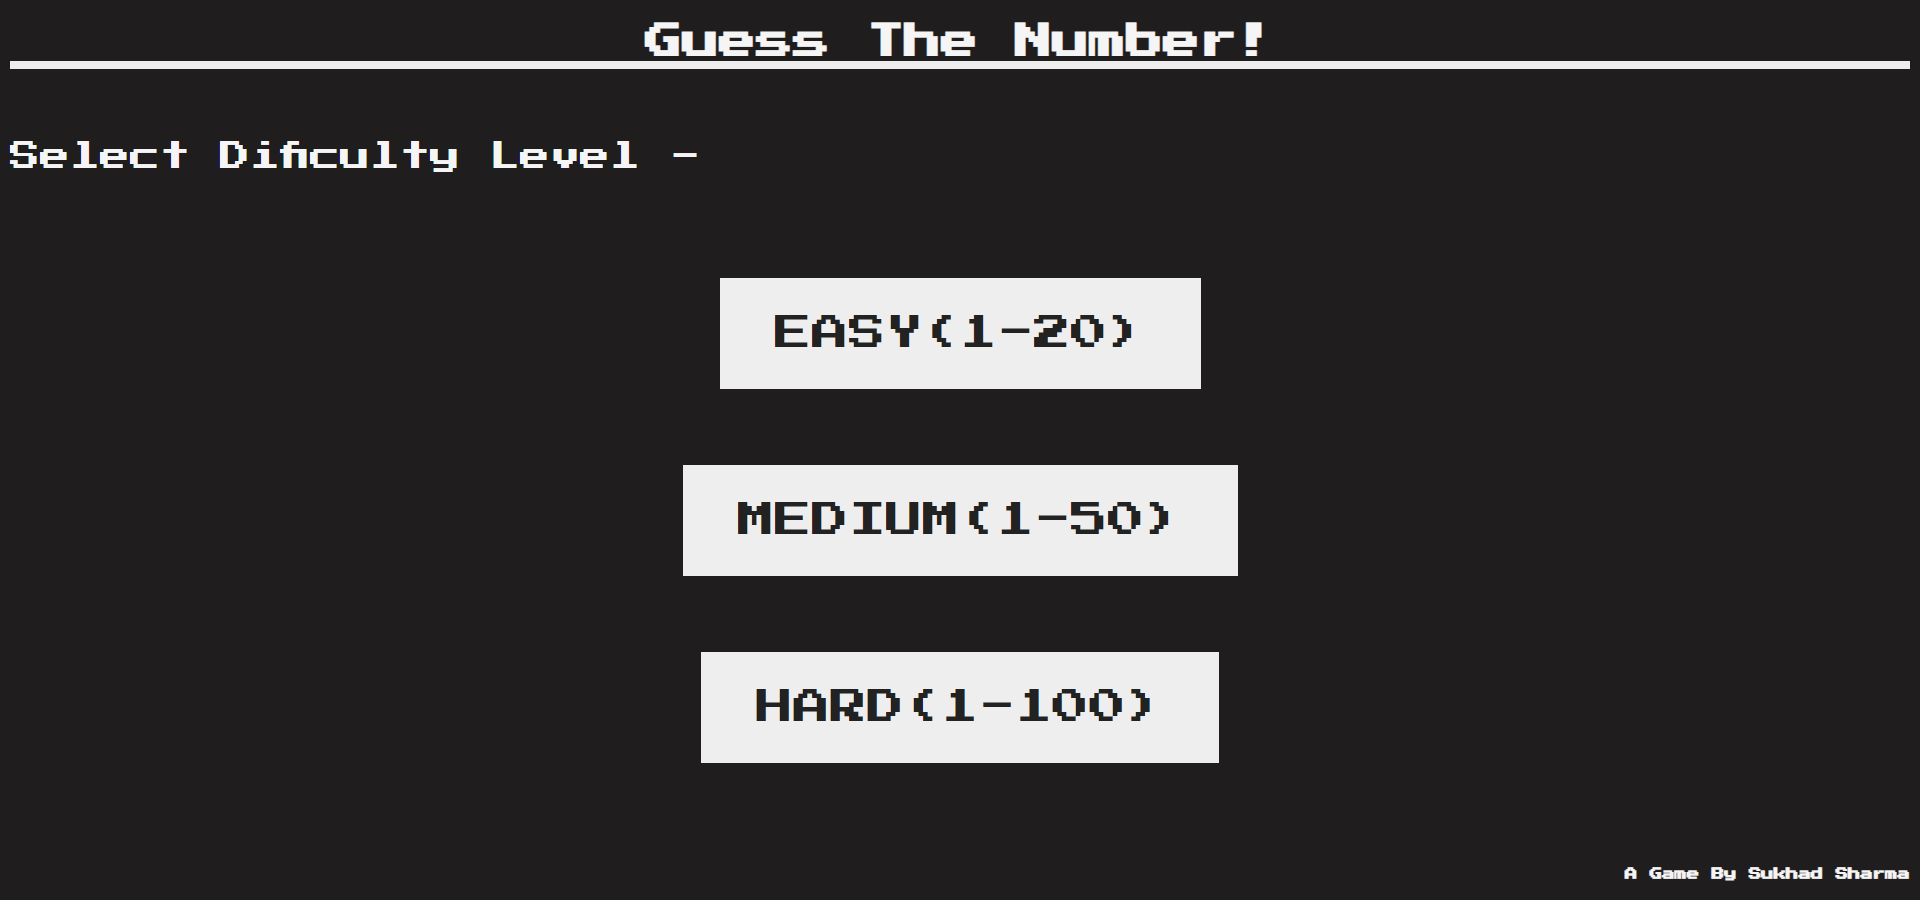 Guess The Number!
Select Dificulty Level -
EASY(1-20)
MEDIUM(1-50)
HARD(1-100)
A Game By Sukhad Sharma